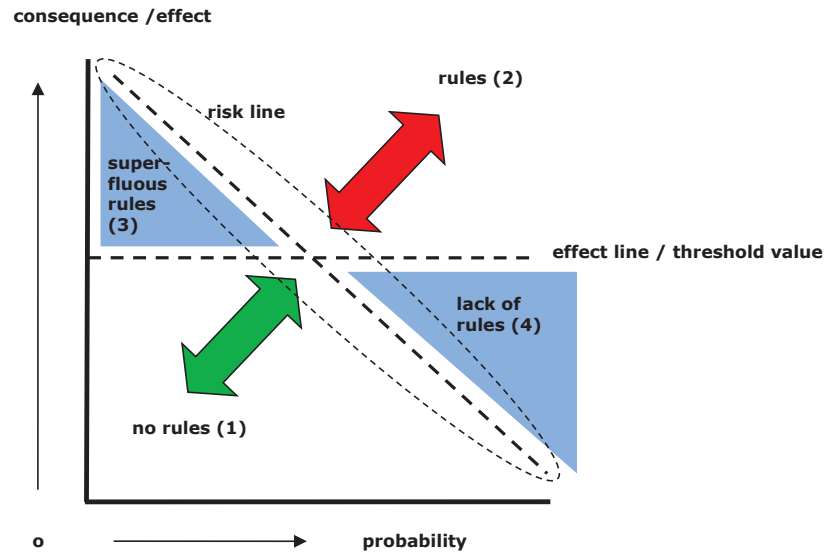 consequence /effect
rules (2)
risk line
super-
fluous
rules
(3)
effect line / threshold value
lack of
rules (4)
no rules (1)
o
probability